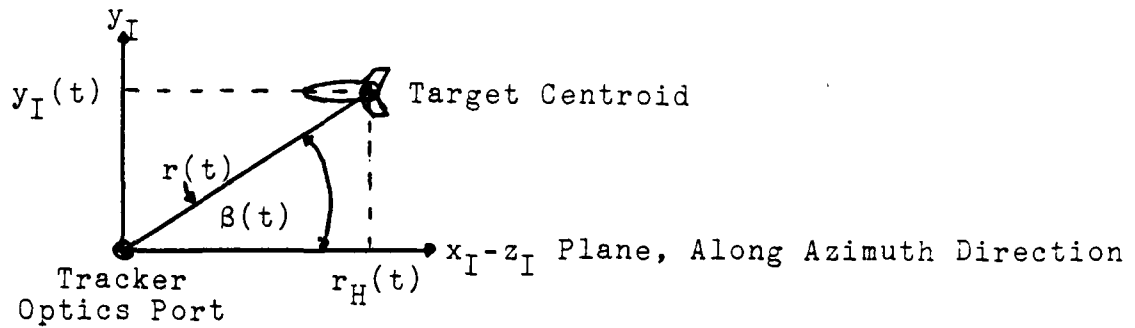 y_I
y_I(t)
Target Centroid
r(t)
β(t)
x_I-z_I Plane, Along Azimuth Direction
Tracker
Optics Port
r_H(t)